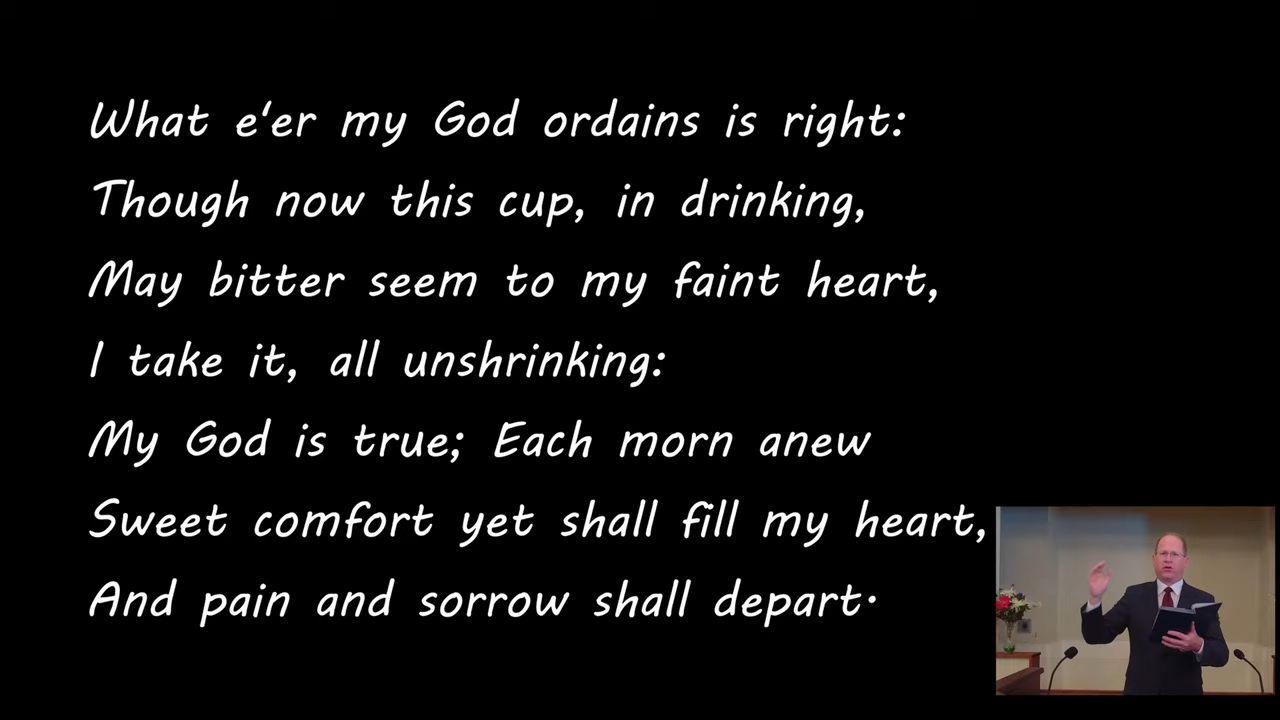 What e'er my God ordains is right:
Though now this cup, in drinking,
May bitter seem to my faint heart,
I take it, all unshrinking:
My God is true; Each morn anew
Sweet comfort yet shall fill my heart,
And pain and sorrow shall depart.